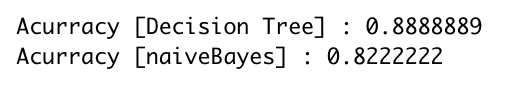 Acurracy [Decision Tree] : 0.8888889
Acurracy [naiveBayes] : 0.8222222